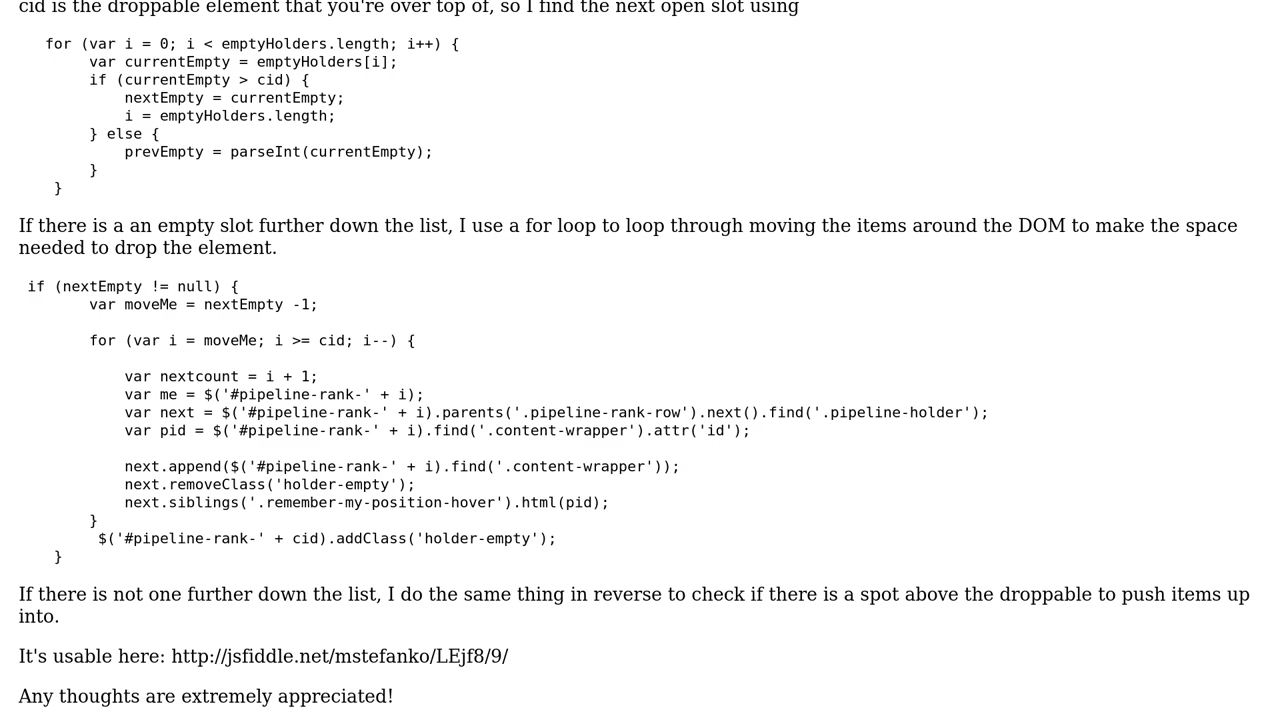 cid is the droppable element that you're over top of, so I find the next open slot using
for (var i = 0; i < emptyHolders.length; i++) {
var currentEmpty = emptyHolders[i];
if (currentEmpty > cid) {
nextEmpty = currentEmpty;
i = emptyHolders.length;
} else {
prevEmpty = parseInt(currentEmpty);
}
}
If there is a an empty slot further down the list, I use a for loop to loop through moving the items around the DOM to make the space
needed to drop the element.
if (nextEmpty != null) {
var moveMe = nextEmpty -1;
for (var i = moveMe; i >= cid; i--) {
var nextcount = i + 1;
var me = $('#pipeline-rank-' + i);
var next = $('#pipeline-rank-' + i).parents('.pipeline-rank-row').next().find('.pipeline-holder');
var pid = $('#pipeline-rank-' + i).find('.content-wrapper').attr('id');
next.append($('#pipeline-rank-' + i).find('.content-wrapper'));
next.removeClass('holder-empty');
next.siblings('.remember-my-position-hover').html(pid);
}
$('#pipeline-rank-' + cid).addClass('holder-empty');
}
If there is not one further down the list, I do the same thing in reverse to check if there is a spot above the droppable to push items up
into.
It's usable here: http://jsfiddle.net/mstefanko/LEjf8/9/
Any thoughts are extremely appreciated!